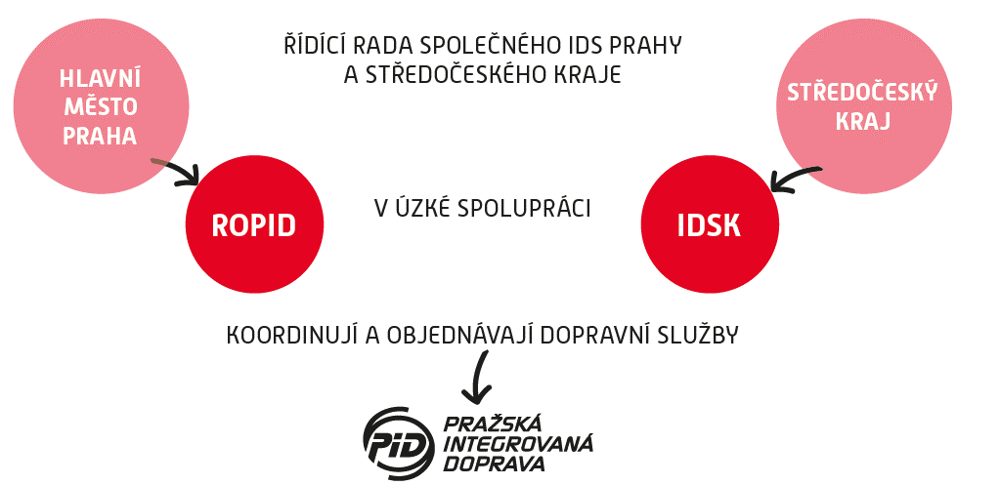 ŘÍDÍCÍ RADA SPOLEČNÉHO IDS PRAHY
A STŘEDOČESKÉHO KRAJE
HLAVNÍ
MĚSTO
PRAHA
STŘEDOČESKÝ
KRAJ
ROPID
V ÚZKÉ SPOLUPRÁCI
IDSK
KOORDINUJÍ A OBJEDNÁVAJÍ DOPRAVNÍ SLUŽBY
PID
PRAŽSKÁ
INTEGROVANÁ
DOPRAVA